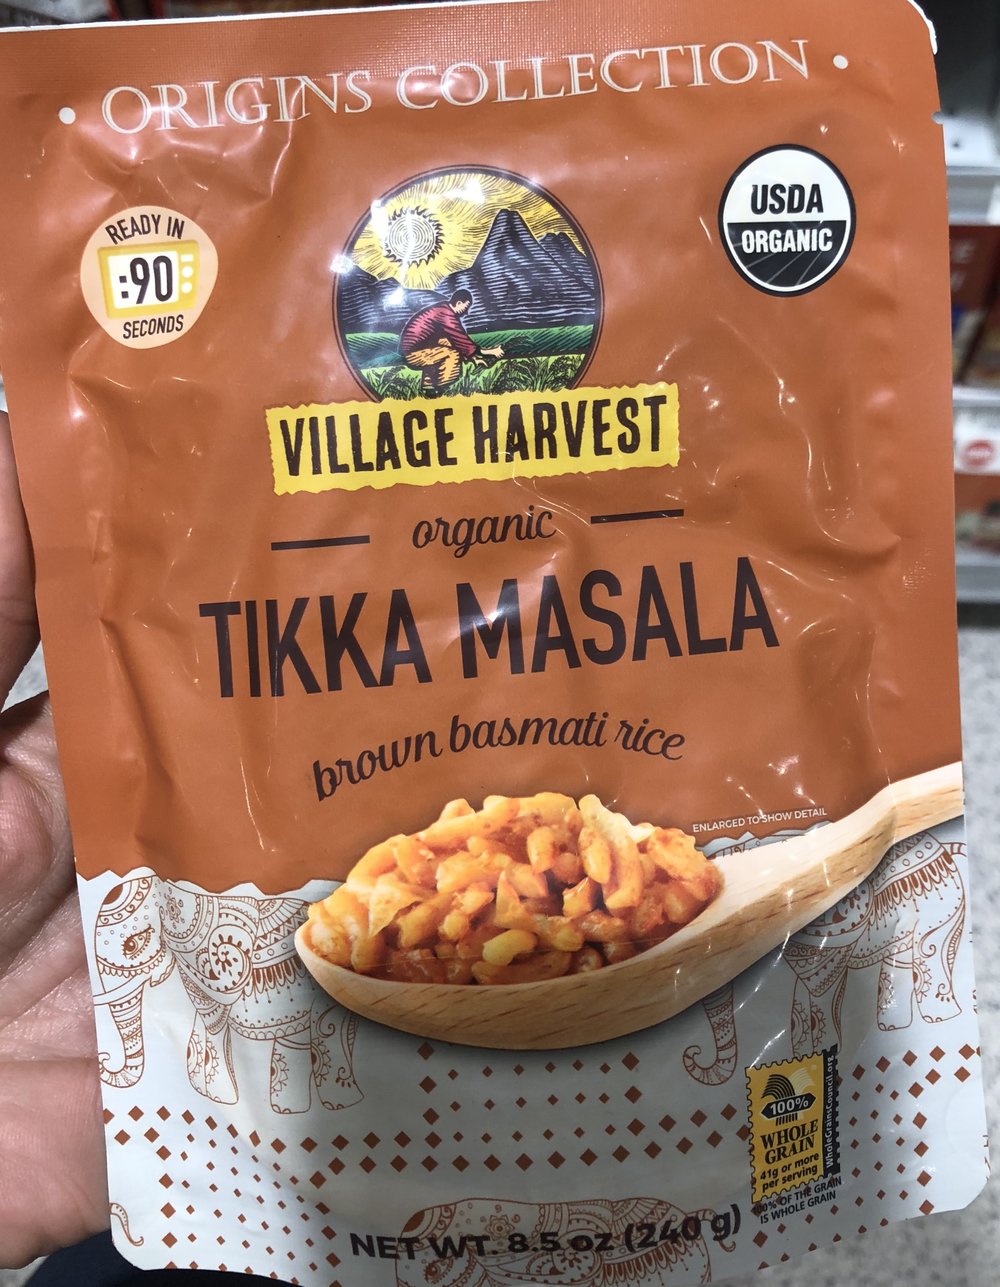 • ORIGINS COLLECTION •
READY IN
:90
SECONDS
USDA
ORGANIC
VILLAGE HARVEST
organic
TIKKA MASALA
brown basmati rice
ENLARGED TO SHOW DETAIL
100%
WHOLE
GRAIN
41g or more
per serving
WholeGrainsCouncil.org
100% OF THE GRAIN
IS WHOLE GRAIN
NET WT. 8.5 oz (240 g)